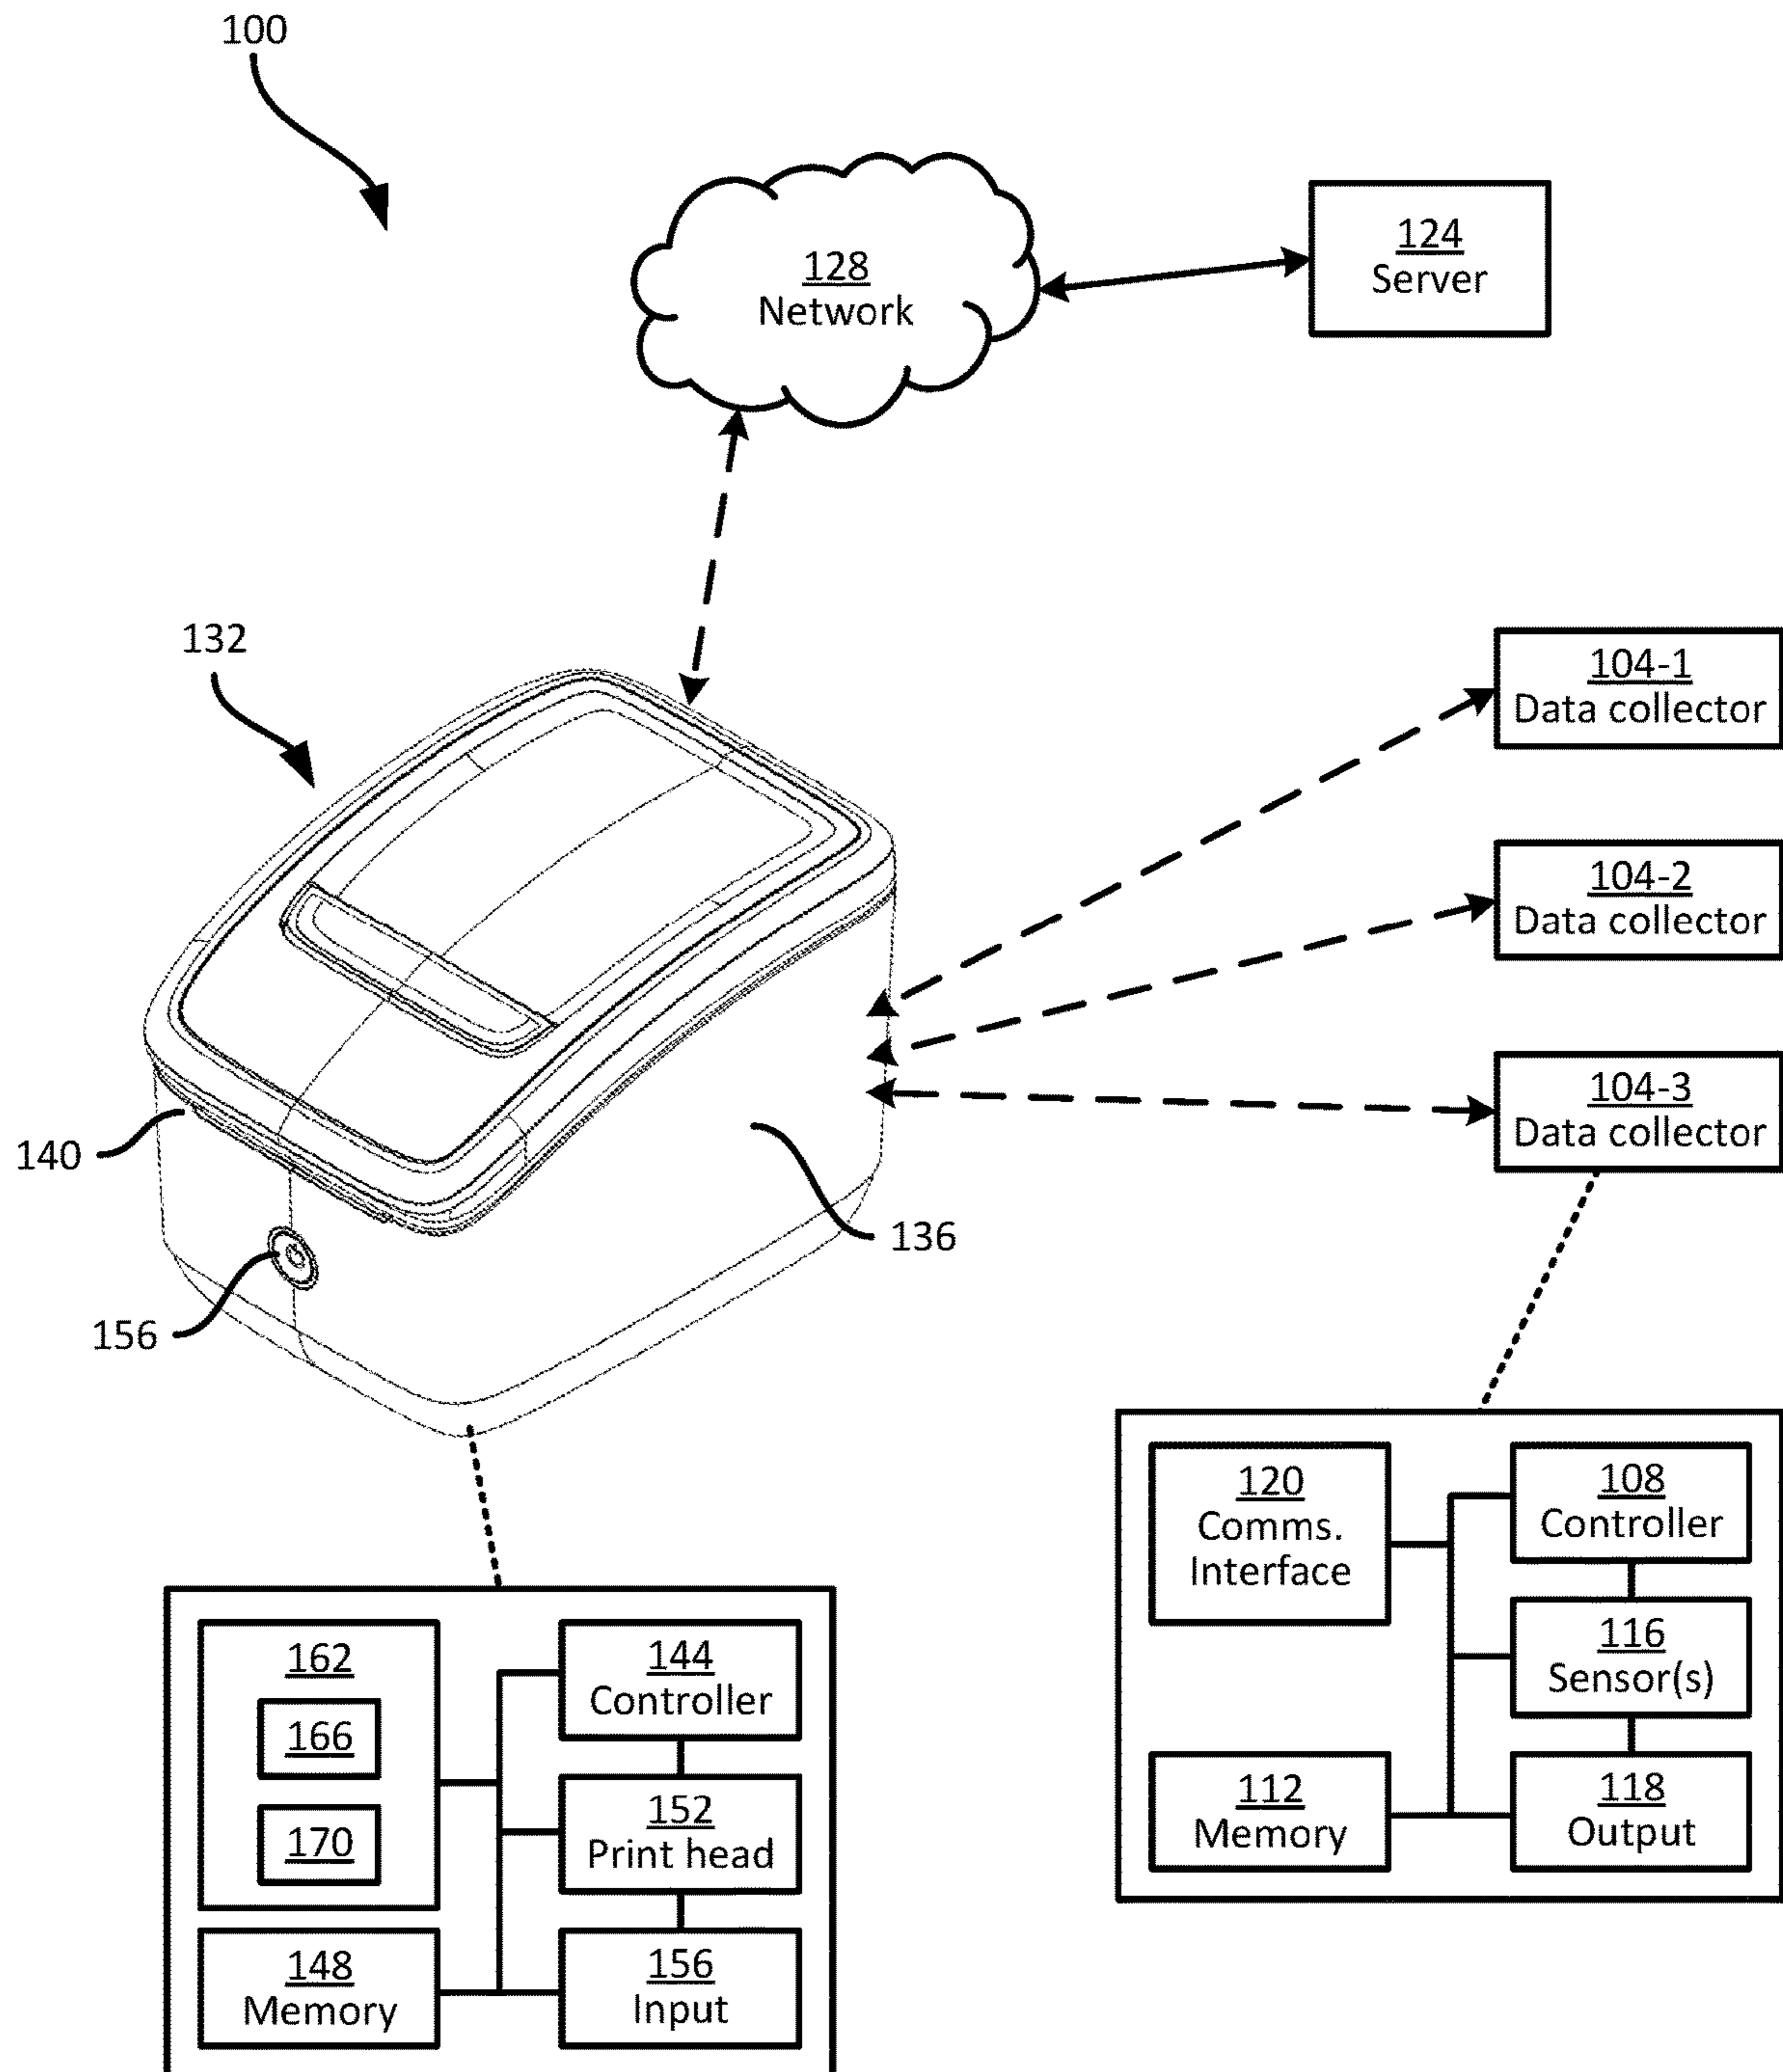 100
128
Network
124
Server
132
104-1
Data collector
104-2
Data collector
104-3
Data collector
140
136
156
120
Comms.
Interface
108
Controller
116
Sensor(s)
112
Memory
118
Output
162
166
170
144
Controller
152
Print head
148
Memory
156
Input